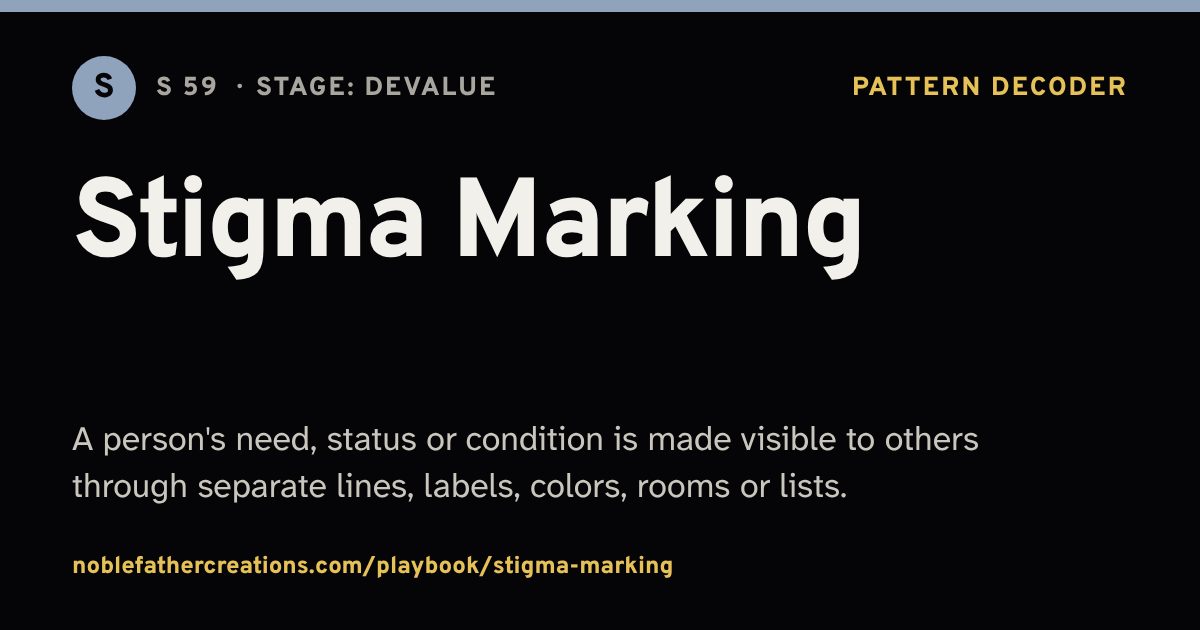 S
S 59 · STAGE: DEVALUE
PATTERN DECODER
Stigma Marking
A person's need, status or condition is made visible to others
through separate lines, labels, colors, rooms or lists.
noblefathercreations.com/playbook/stigma-marking